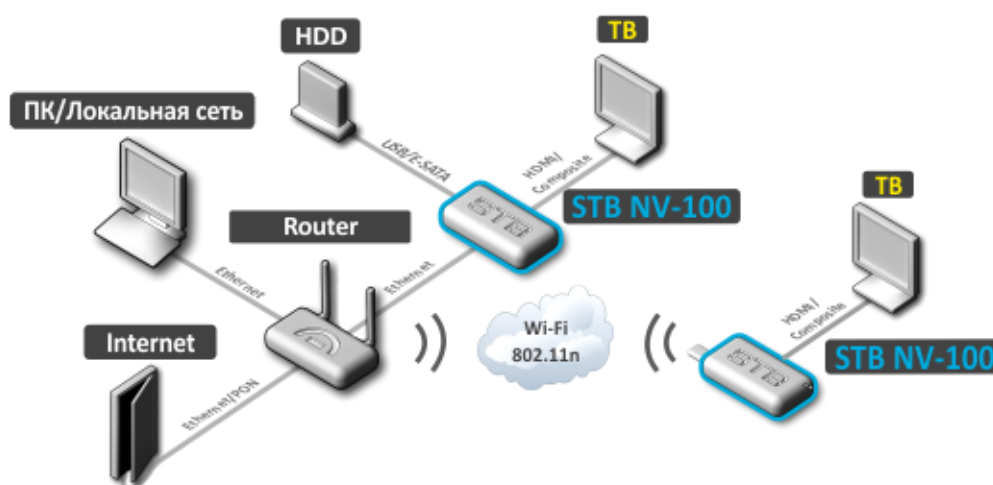 HDD
ТВ
ПК/Локальная сеть
USB/E-SATA
HDMI/
Composite
STB NV-100
ТВ
Router
Ethernet
Ethernet
Wi-Fi
802.11n
HDMI/
Composite
STB NV-100
Internet
Ethernet/PON